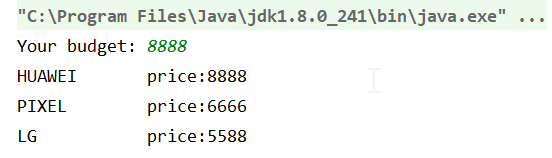 "C:\Program Files\Java\jdk1.8.0_241\bin\java.exe" ...
Your budget: 8888
HUAWEI price:8888
PIXEL price:6666
LG price:5588